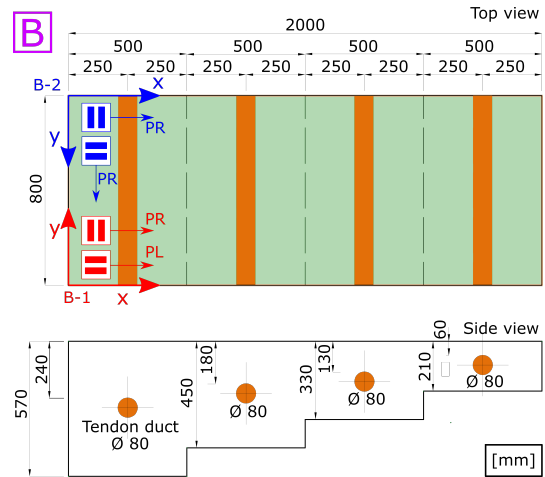 B
Top view
2000
500 500 500 500
250 250 250 250 250 250 250 250
B-2
x
y
PR
PR
800
PR
y
PL
B-1
x
Side view
60
240
180
130
210
570
450
330
Ø 80
Ø 80
Ø 80
Tendon duct
Ø 80
[mm]